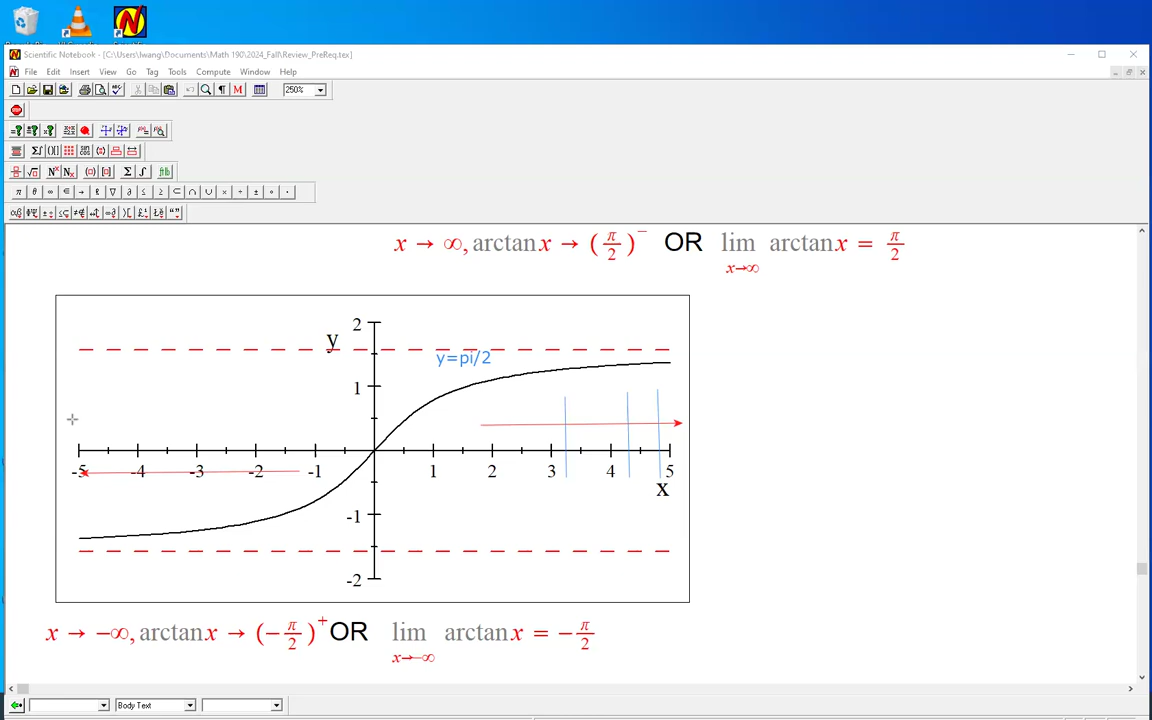 Scientific Notebook - [C:\Users\lwang\Documents\Math 190\2024_Fall\Review_PreReq.tex]
File Edit Insert View Go Tag Tools Compute Window Help
250%
x → ∞, arctan x → (π/2)⁻ OR lim x→∞ arctan x = π/2
2
y
y=pi/2
1
-5 -4 -3 -2 -1 1 2 3 4 5
x
-1
-2
x → −∞, arctan x → (−π/2)⁺ OR lim x→−∞ arctan x = −π/2
Body Text